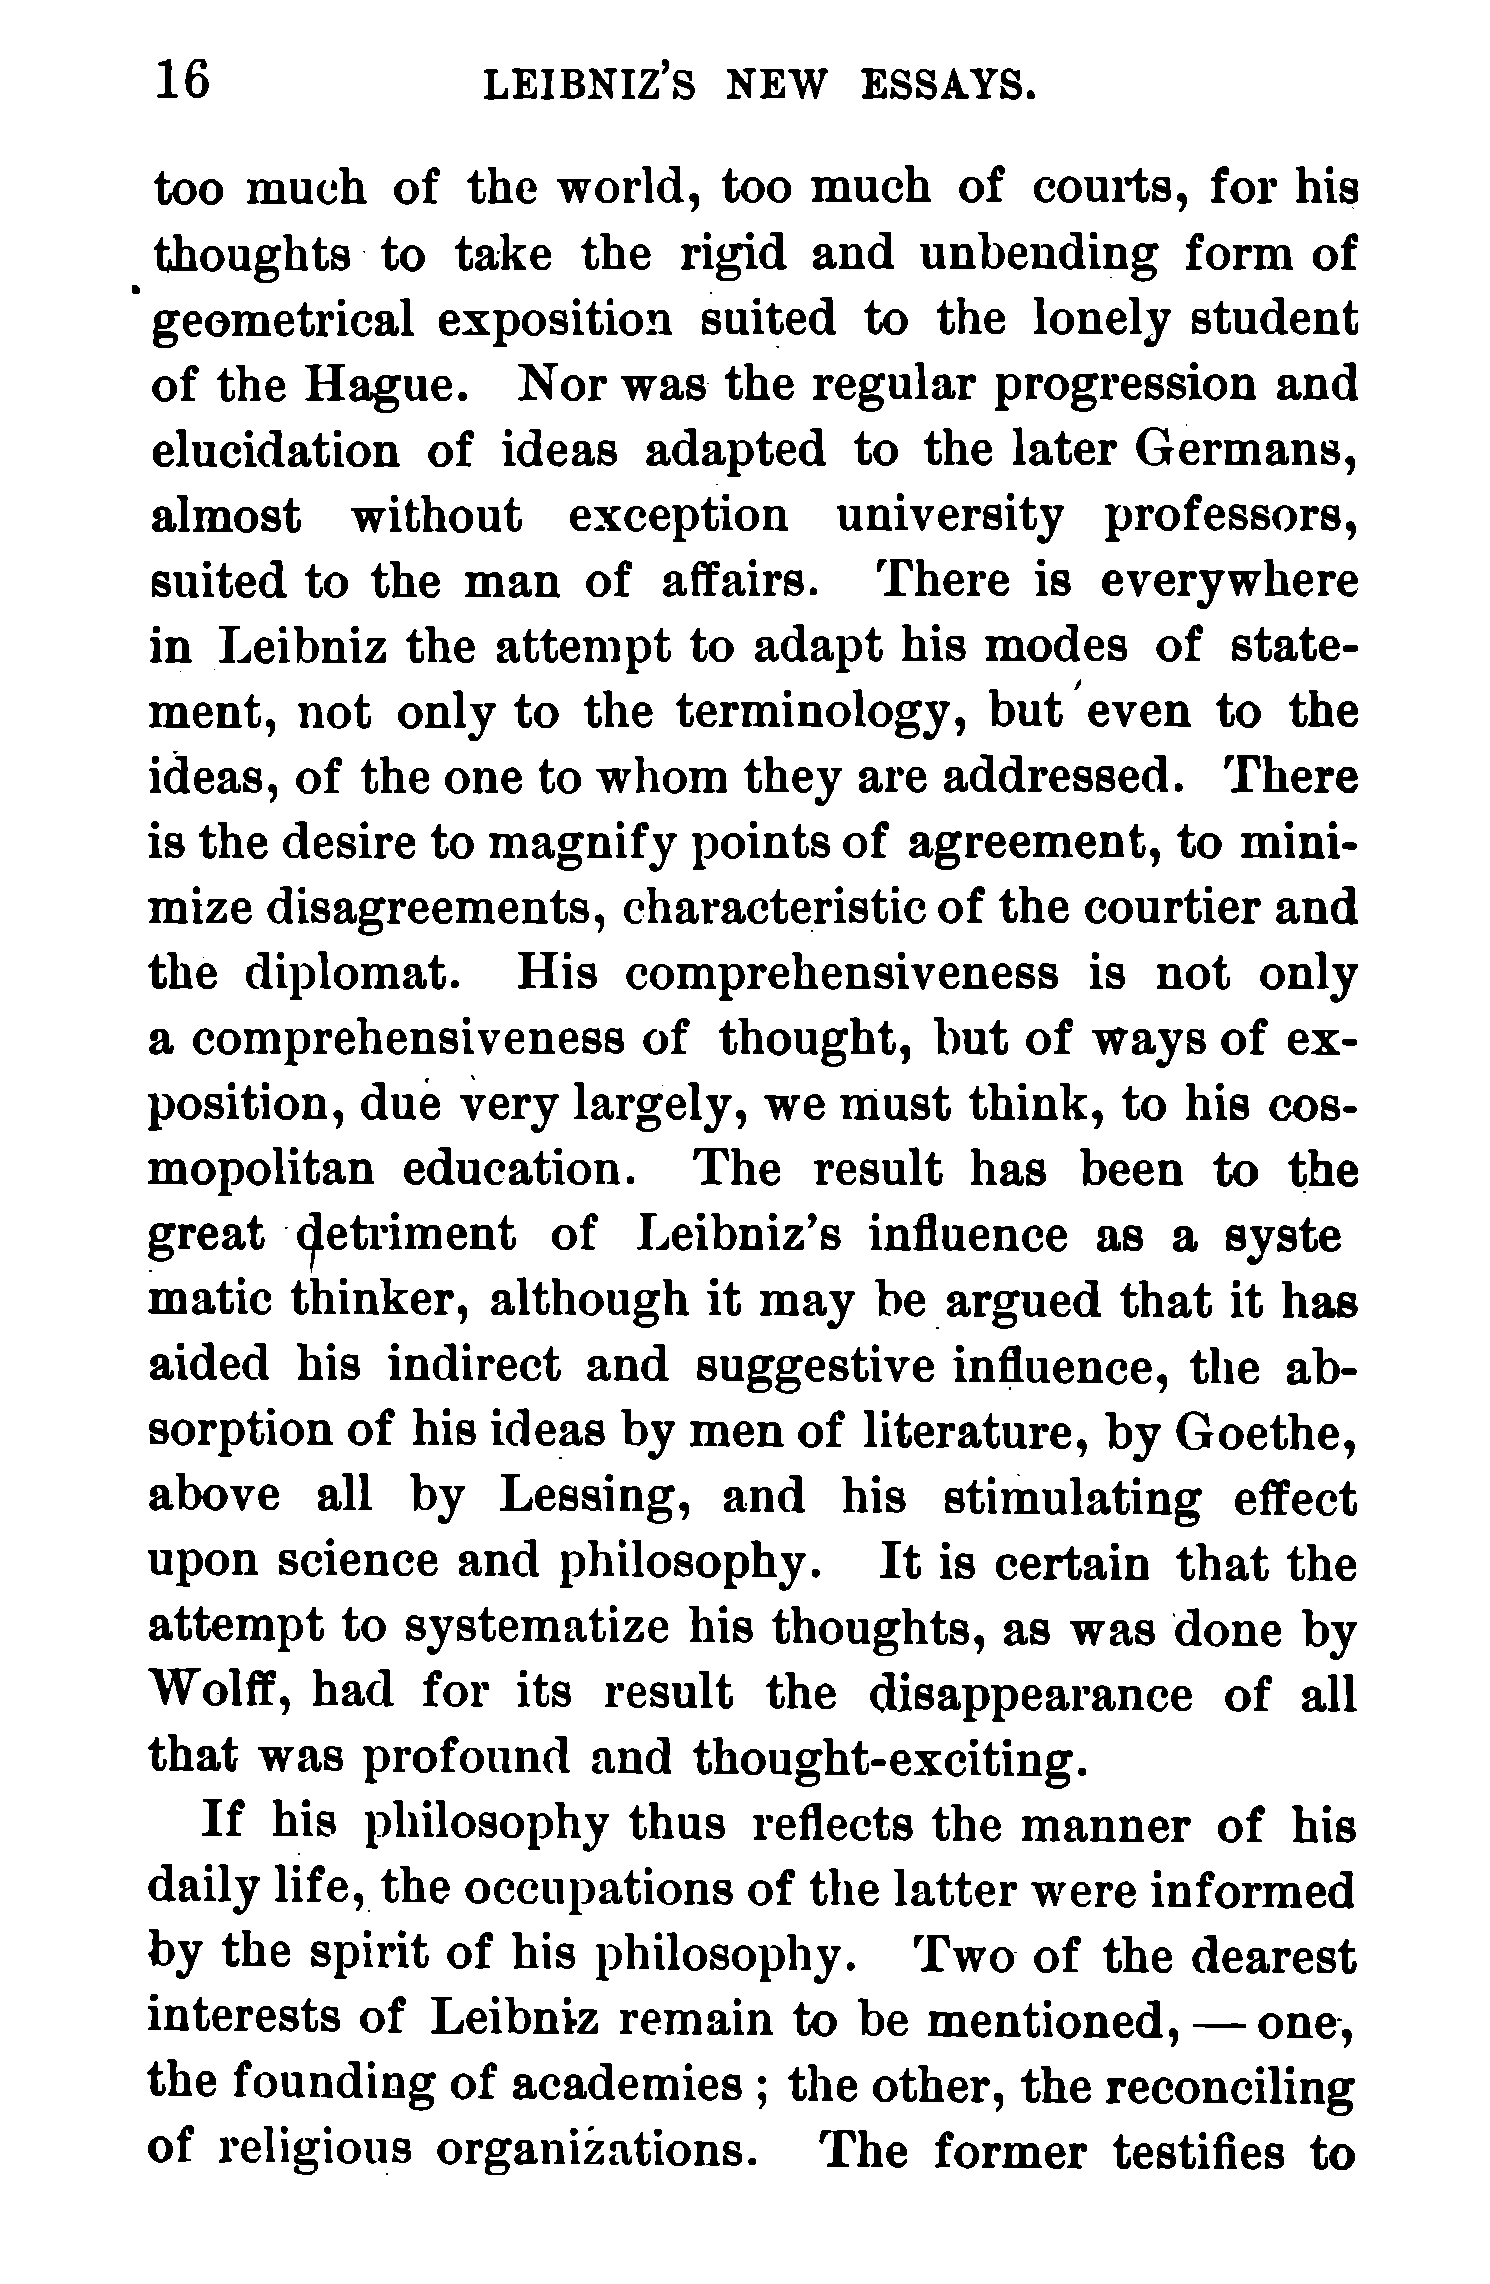 16 LEIBNIZ'S NEW ESSAYS.
too much of the world, too much of courts, for his
thoughts to take the rigid and unbending form of
geometrical exposition suited to the lonely student
of the Hague. Nor was the regular progression and
elucidation of ideas adapted to the later Germans,
almost without exception university professors,
suited to the man of affairs. There is everywhere
in Leibniz the attempt to adapt his modes of state-
ment, not only to the terminology, but even to the
ideas, of the one to whom they are addressed. There
is the desire to magnify points of agreement, to mini-
mize disagreements, characteristic of the courtier and
the diplomat. His comprehensiveness is not only
a comprehensiveness of thought, but of ways of ex-
position, due very largely, we must think, to his cos-
mopolitan education. The result has been to the
great detriment of Leibniz's influence as a syste
matic thinker, although it may be argued that it has
aided his indirect and suggestive influence, the ab-
sorption of his ideas by men of literature, by Goethe,
above all by Lessing, and his stimulating effect
upon science and philosophy. It is certain that the
attempt to systematize his thoughts, as was done by
Wolff, had for its result the disappearance of all
that was profound and thought-exciting.
If his philosophy thus reflects the manner of his
daily life, the occupations of the latter were informed
by the spirit of his philosophy. Two of the dearest
interests of Leibniz remain to be mentioned, — one,
the founding of academies ; the other, the reconciling
of religious organizations. The former testifies to